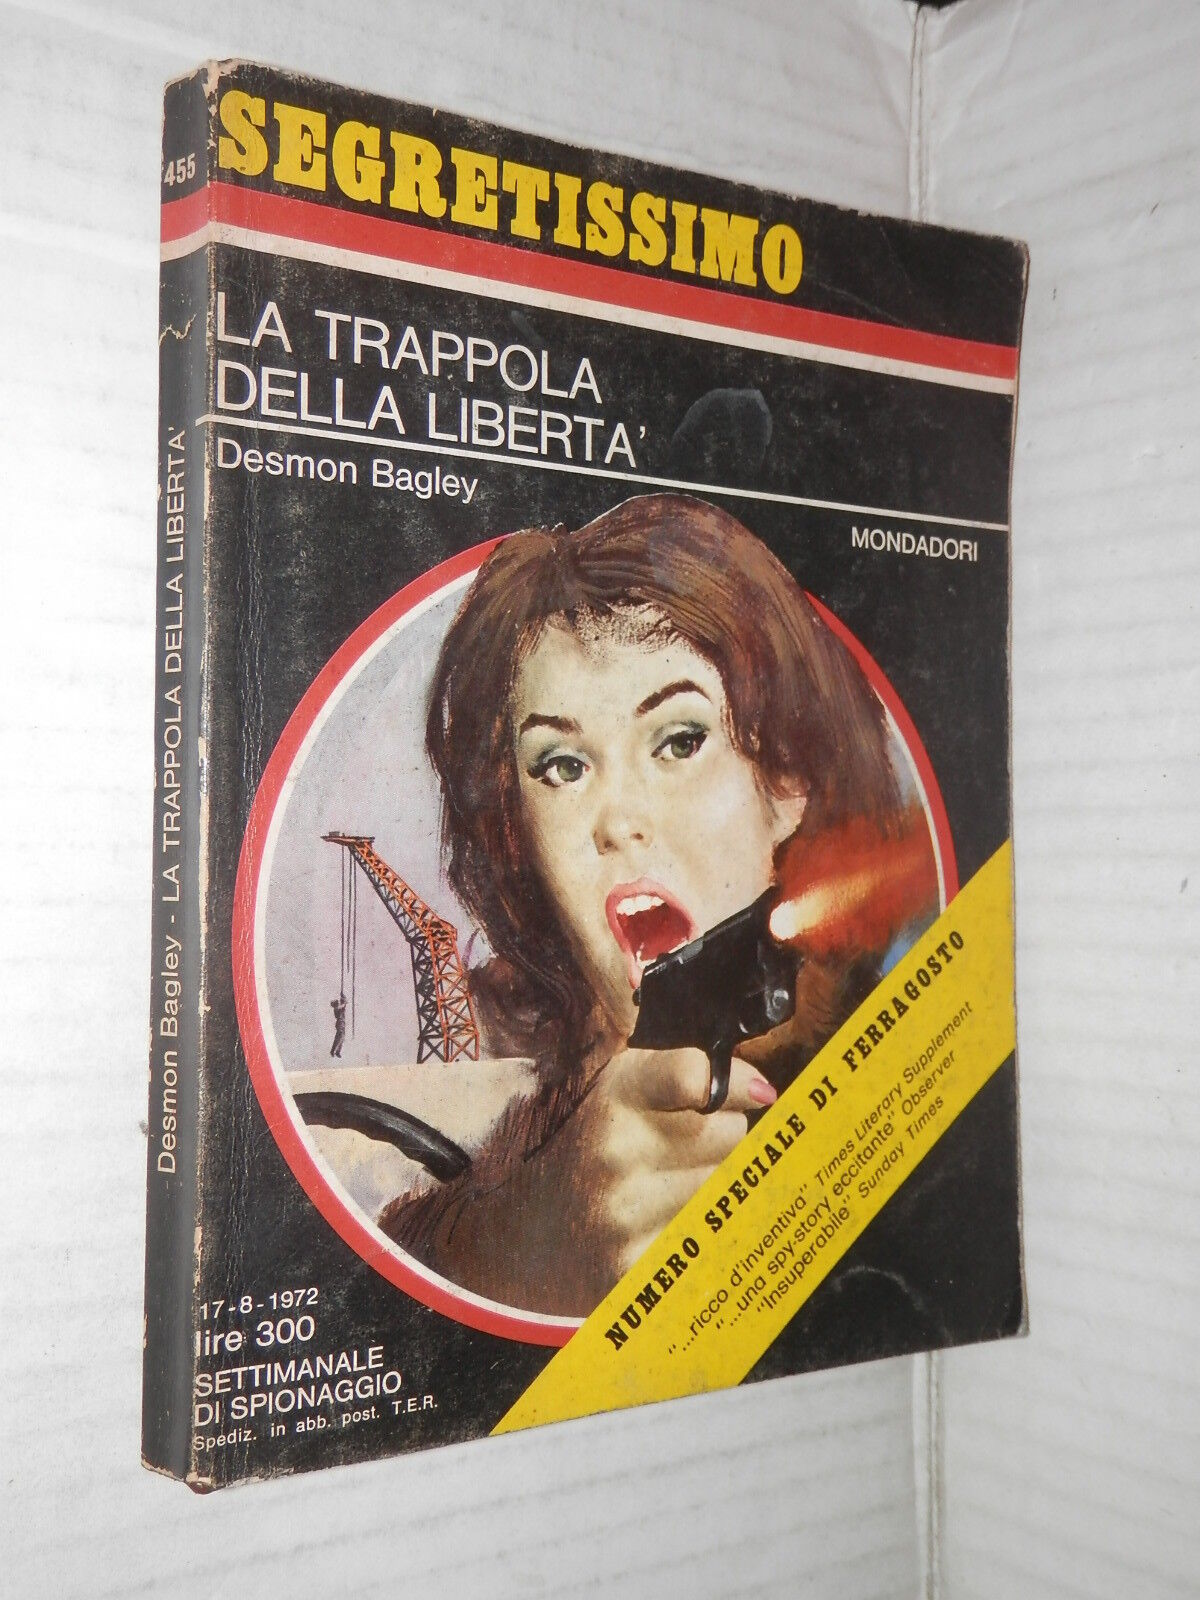 455
SEGRETISSIMO
LA TRAPPOLA
DELLA LIBERTA'
Desmon Bagley
MONDADORI
Desmon Bagley - LA TRAPPOLA DELLA LIBERTA'
NUMERO SPECIALE DI FERRAGOSTO
"...ricco d'inventiva" Times Literary Supplement
"...una spy-story eccitante" Observer
"Insuperabile" Sunday Times
17-8-1972
lire 300
SETTIMANALE
DI SPIONAGGIO
Spediz. in abb. post. T.E.R.